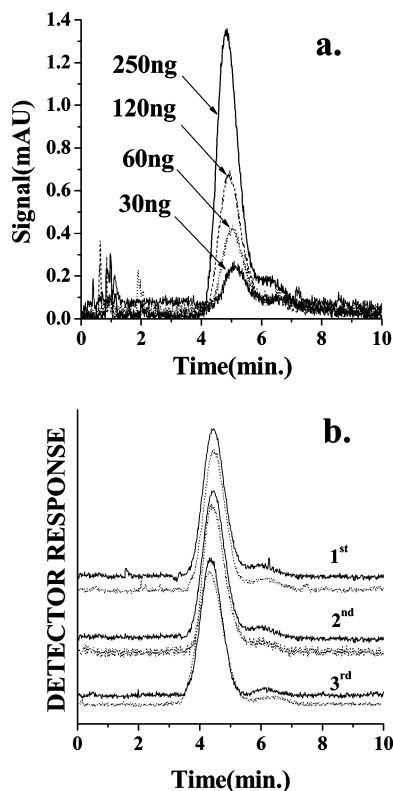 a.
1.4
1.2
1.0
0.8
0.6
0.4
0.2
0.0
Signal(mAU)
250ng
120ng
60ng
30ng
0 2 4 6 8 10
Time(min.)
b.
DETECTOR RESPONSE
1st
2nd
3rd
0 2 4 6 8 10
Time(min.)